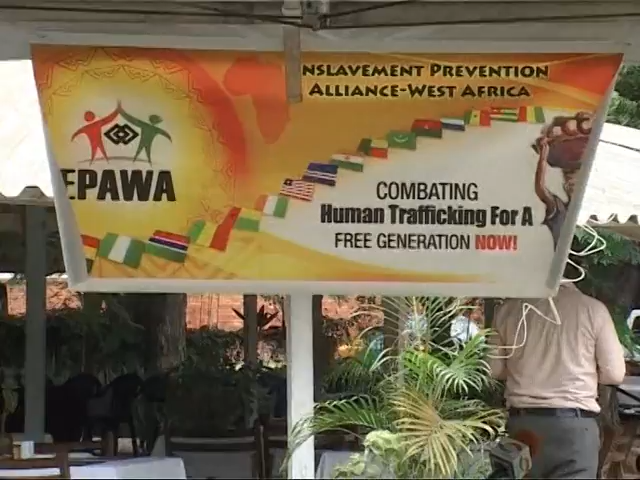 NSLAVEMENT PREVENTION
ALLIANCE-WEST AFRICA
EPAWA
COMBATING
Human Trafficking For A
FREE GENERATION NOW!